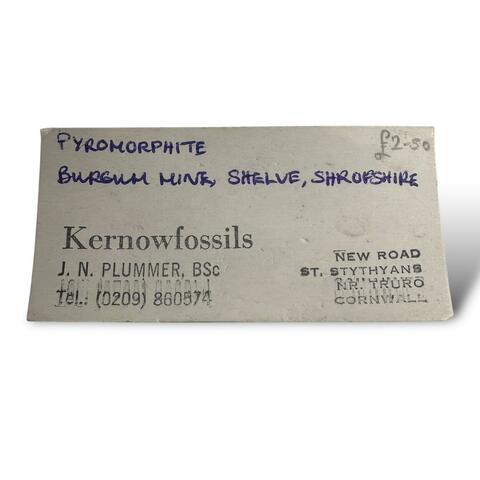 PYROMORPHITE
£2-50
BURGUM MINE, SHELVE, SHROPSHIRE
Kernowfossils
J. N. PLUMMER, BSc
Tel.: (0209) 860574
NEW ROAD
ST. STYTHYANS
NR. TRURO
CORNWALL